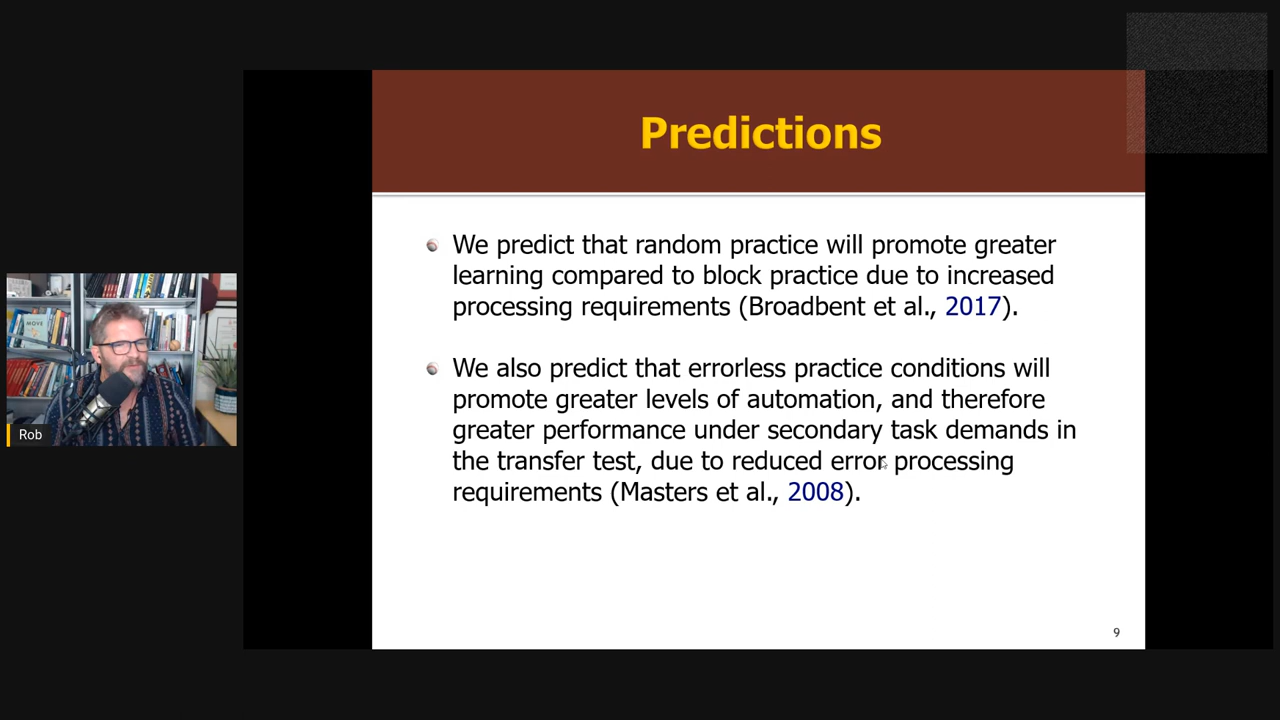 Predictions
We predict that random practice will promote greater
learning compared to block practice due to increased
processing requirements (Broadbent et al., 2017).
We also predict that errorless practice conditions will
promote greater levels of automation, and therefore
greater performance under secondary task demands in
the transfer test, due to reduced error processing
requirements (Masters et al., 2008).
9
MOVE
Rob